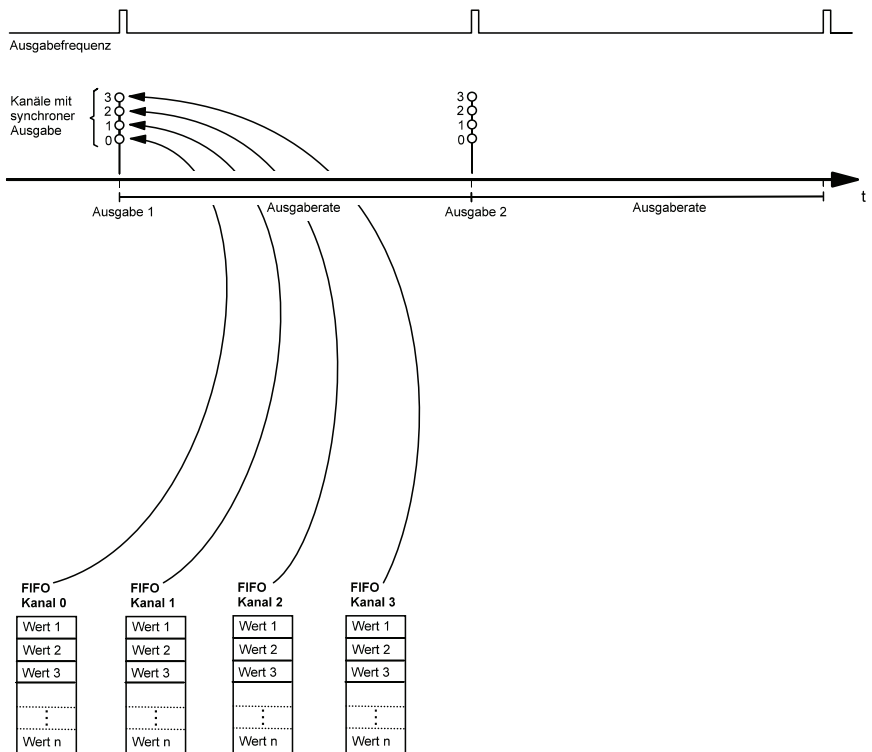 Ausgabefrequenz
Kanäle mit
synchroner
Ausgabe
3
2
1
0
3
2
1
0
t
Ausgabe 1
Ausgaberate
Ausgabe 2
Ausgaberate
FIFO
Kanal 0
FIFO
Kanal 1
FIFO
Kanal 2
FIFO
Kanal 3
Wert 1
Wert 1
Wert 1
Wert 1
Wert 2
Wert 2
Wert 2
Wert 2
Wert 3
Wert 3
Wert 3
Wert 3
Wert n
Wert n
Wert n
Wert n